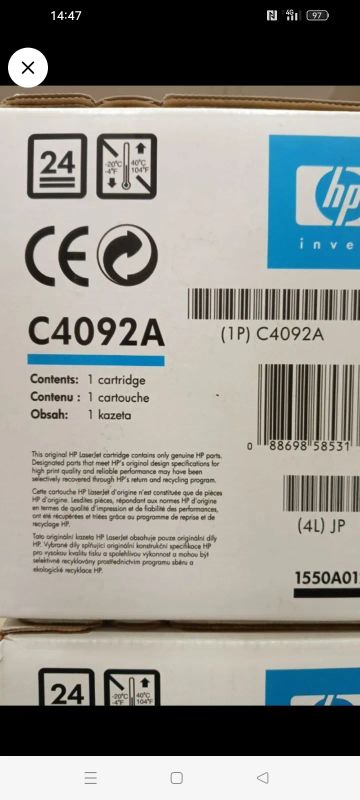 14:47
4G
97
24
-20°C
-4°F
40°C
104°F
hp
inve
CE
C4092A
(1P) C4092A
Contents: 1 cartridge
Contenu : 1 cartouche
Obsah: 1 kazeta
0 88698 58531
This original HP LaserJet cartridge contains only genuine HP parts.
Designated parts that meet HP's original design specifications for
high print quality and reliable performance may have been
selectively recovered through HP's return and recycling program.
Cette cartouche HP LaserJet d'origine n'est constituée que de pièces
HP d'origine. Lesdites pièces, répondant aux normes HP d'origine
en termes de qualité d'impression et de fiabilité des performances,
ont été récupérées et triées grâce au programme de reprise et de
recyclage HP.
Tato originální kazeta HP LaserJet obsahuje pouze originální díly
HP. Vybrané díly splňující originální konstrukční specifikace HP
pro vysokou kvalitu tisku a spolehlivou výkonnost a mohou být
selektivně recyklovány prostřednictvím programu sběru a
ekologické recyklace HP.
(4L) JP
1550A01
24
-20°C
-4°F
40°C
104°F
hp